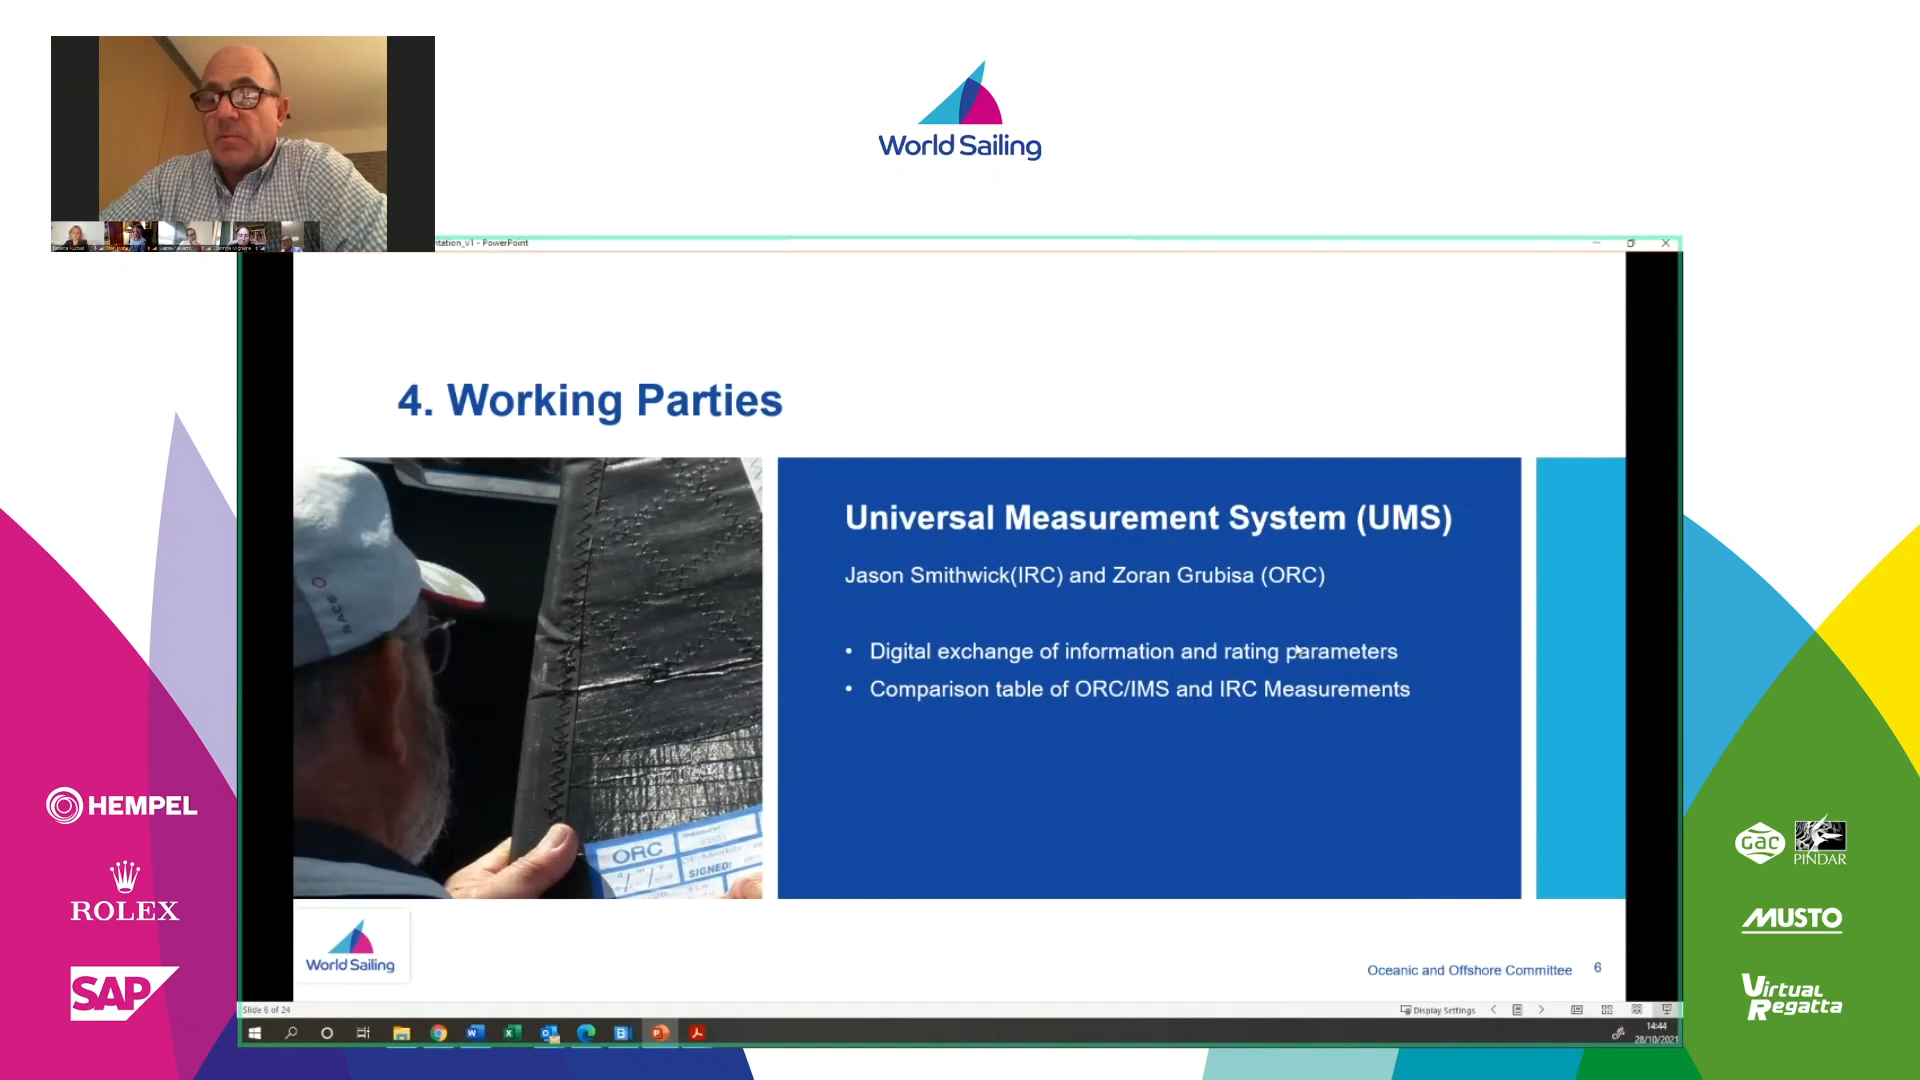 World Sailing
ntation_v1 - PowerPoint
4. Working Parties
RACE
ORC
SIGNED:
Universal Measurement System (UMS)
Jason Smithwick(IRC) and Zoran Grubisa (ORC)
• Digital exchange of information and rating parameters
• Comparison table of ORC/IMS and IRC Measurements
World Sailing
Oceanic and Offshore Committee 6
Slide 6 of 24
Display Settings
14:44
28/10/2021
HEMPEL
ROLEX
SAP
GAC
PINDAR
MUSTO
Virtual
Regatta